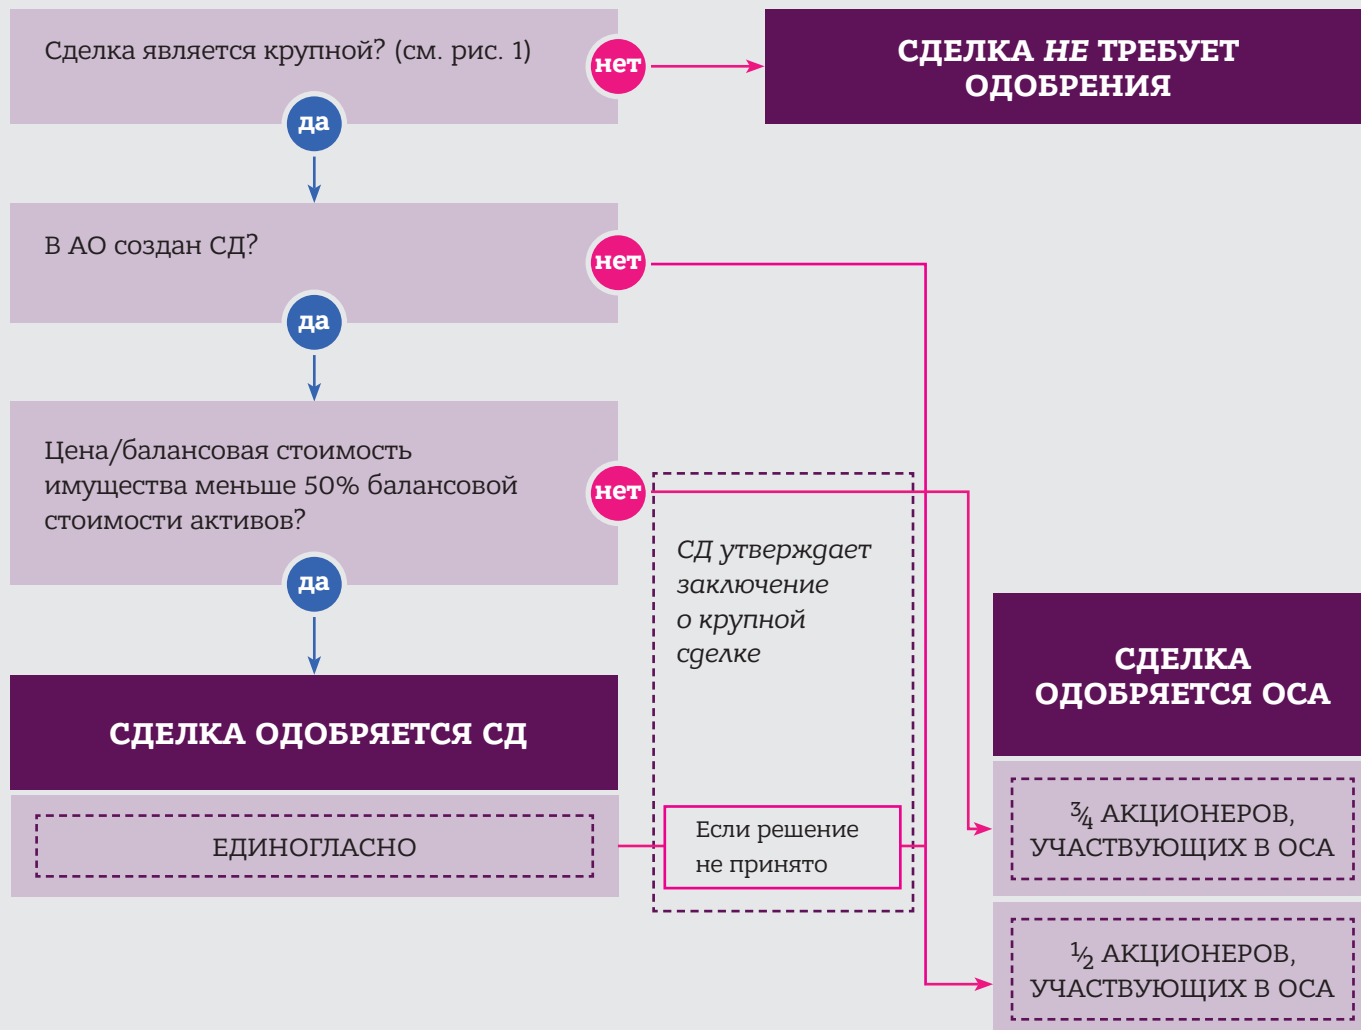 Сделка является крупной? (см. рис. 1)
нет
СДЕЛКА НЕ ТРЕБУЕТ
ОДОБРЕНИЯ
да
В АО создан СД?
нет
да
Цена/балансовая стоимость
имущества меньше 50% балансовой
стоимости активов?
нет
да
СД утверждает
заключение
о крупной
сделке
СДЕЛКА ОДОБРЯЕТСЯ СД
ЕДИНОГЛАСНО
Если решение
не принято
СДЕЛКА
ОДОБРЯЕТСЯ ОСА
¾ АКЦИОНЕРОВ,
УЧАСТВУЮЩИХ В ОСА
½ АКЦИОНЕРОВ,
УЧАСТВУЮЩИХ В ОСА